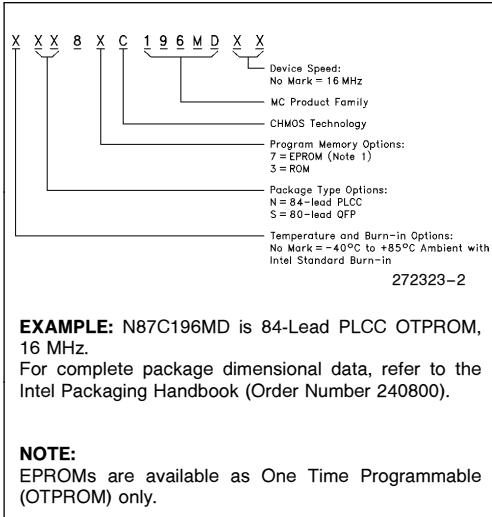 X XX 8 X C 196MD X X
Device Speed:
No Mark = 16 MHz
MC Product Family
CHMOS Technology
Program Memory Options:
7 = EPROM (Note 1)
3 = ROM
Package Type Options:
N = 84-lead PLCC
S = 80-lead QFP
Temperature and Burn-in Options:
No Mark = -40°C to +85°C Ambient with
Intel Standard Burn-in
272323-2
EXAMPLE: N87C196MD is 84-Lead PLCC OTPROM,
16 MHz.
For complete package dimensional data, refer to the
Intel Packaging Handbook (Order Number 240800).
NOTE:
EPROMs are available as One Time Programmable
(OTPROM) only.